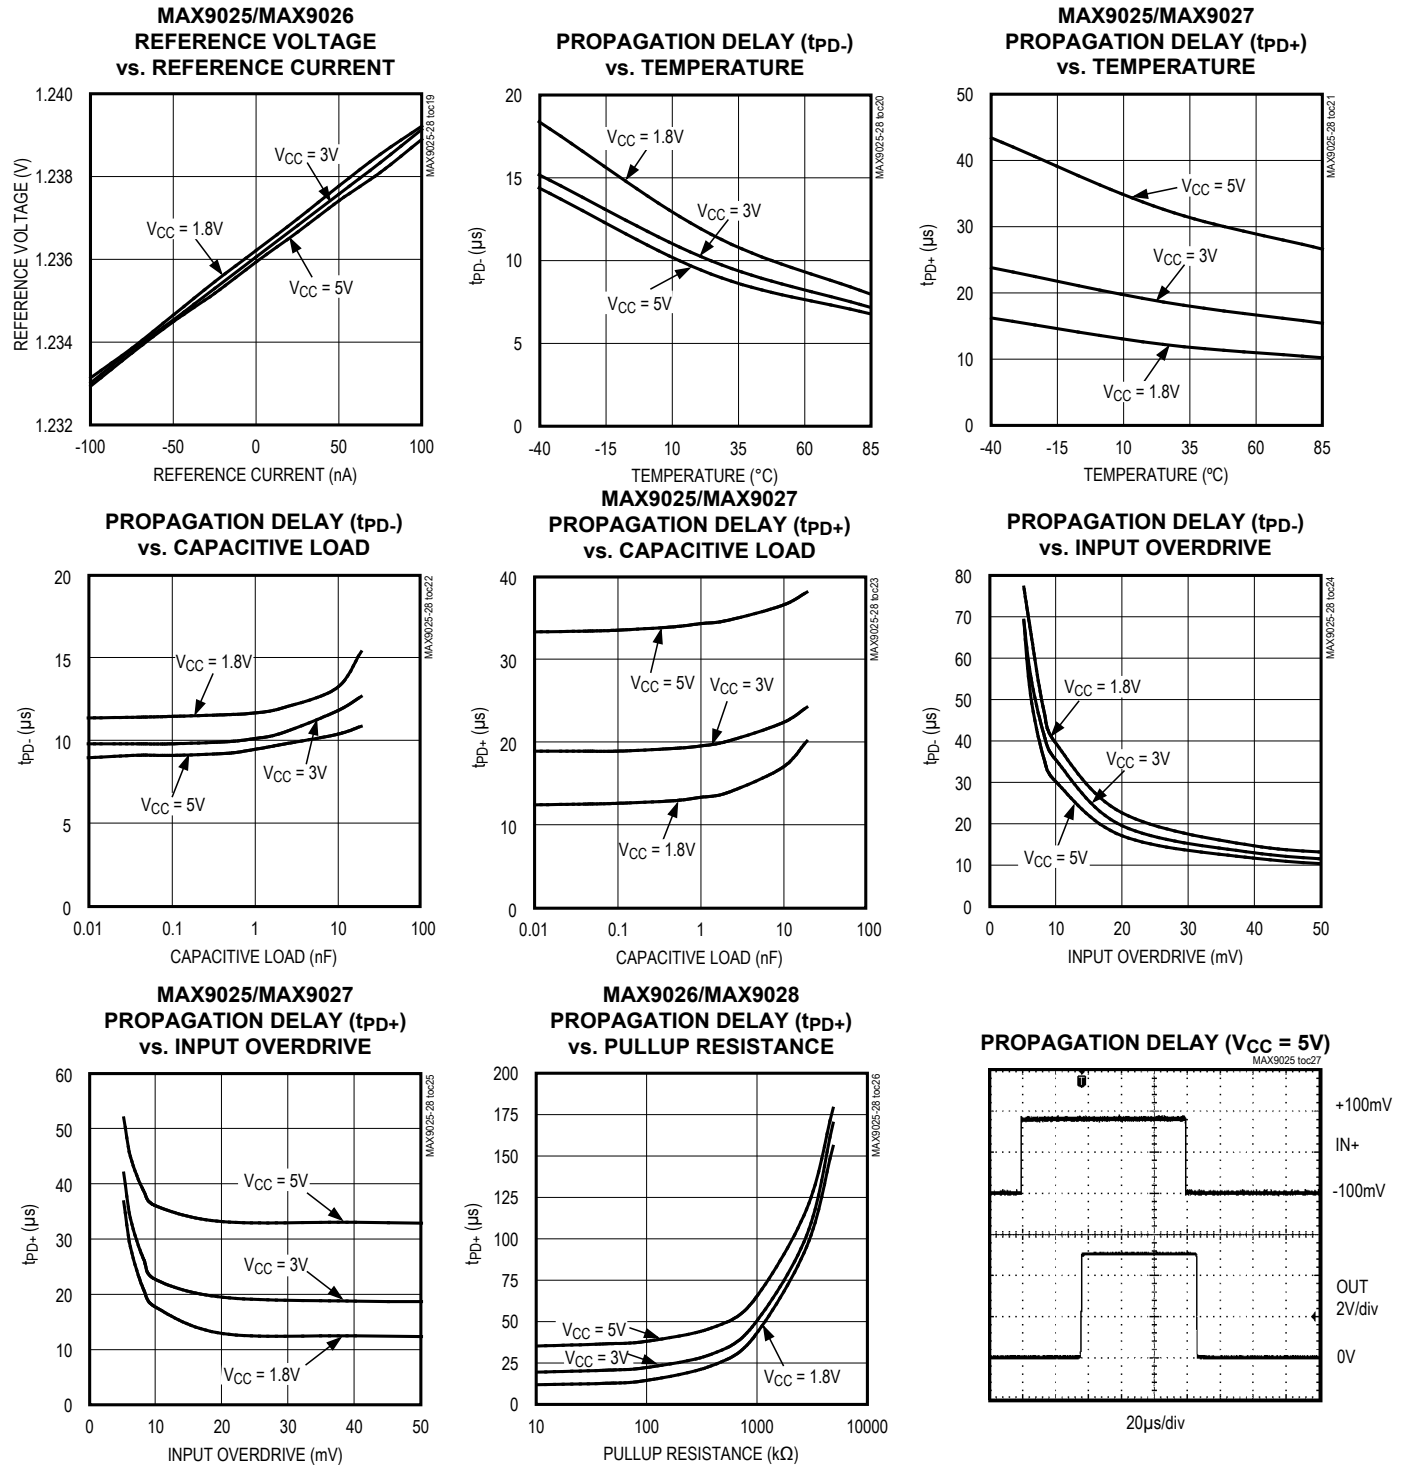 MAX9025/MAX9026
REFERENCE VOLTAGE
vs. REFERENCE CURRENT
1.240
1.238
1.236
1.234
1.232
REFERENCE VOLTAGE (V)
VCC = 3V
VCC = 1.8V
VCC = 5V
MAX9025-28 toc19
-100 -50 0 50 100
REFERENCE CURRENT (nA)
PROPAGATION DELAY (tPD-)
vs. TEMPERATURE
20
15
10
5
0
tPD- (µs)
VCC = 1.8V
VCC = 3V
VCC = 5V
MAX9025-28 toc20
-40 -15 10 35 60 85
TEMPERATURE (°C)
MAX9025/MAX9027
PROPAGATION DELAY (tPD+)
vs. TEMPERATURE
50
40
30
20
10
0
tPD+ (µs)
VCC = 5V
VCC = 3V
VCC = 1.8V
MAX9025-28 toc21
-40 -15 10 35 60 85
TEMPERATURE (ºC)
PROPAGATION DELAY (tPD-)
vs. CAPACITIVE LOAD
20
15
10
5
0
tPD- (µs)
VCC = 1.8V
VCC = 3V
VCC = 5V
MAX9025-28 toc22
0.01 0.1 1 10 100
CAPACITIVE LOAD (nF)
MAX9025/MAX9027
PROPAGATION DELAY (tPD+)
vs. CAPACITIVE LOAD
40
30
20
10
0
tPD+ (µs)
VCC = 5V
VCC = 3V
VCC = 1.8V
MAX9025-28 toc23
0.01 0.1 1 10 100
CAPACITIVE LOAD (nF)
PROPAGATION DELAY (tPD-)
vs. INPUT OVERDRIVE
80
70
60
50
40
30
20
10
0
tPD- (µs)
VCC = 1.8V
VCC = 3V
VCC = 5V
MAX9025-28 toc24
0 10 20 30 40 50
INPUT OVERDRIVE (mV)
MAX9025/MAX9027
PROPAGATION DELAY (tPD+)
vs. INPUT OVERDRIVE
60
50
40
30
20
10
0
tPD+ (µs)
VCC = 5V
VCC = 3V
VCC = 1.8V
MAX9025-28 toc25
0 10 20 30 40 50
INPUT OVERDRIVE (mV)
MAX9026/MAX9028
PROPAGATION DELAY (tPD+)
vs. PULLUP RESISTANCE
200
175
150
125
100
75
50
25
0
tPD+ (µs)
VCC = 5V
VCC = 3V
VCC = 1.8V
MAX9025-28 toc26
10 100 1000 10000
PULLUP RESISTANCE (kΩ)
PROPAGATION DELAY (VCC = 5V)
MAX9025 toc27
T
+100mV
IN+
-100mV
OUT
2V/div
0V
20µs/div